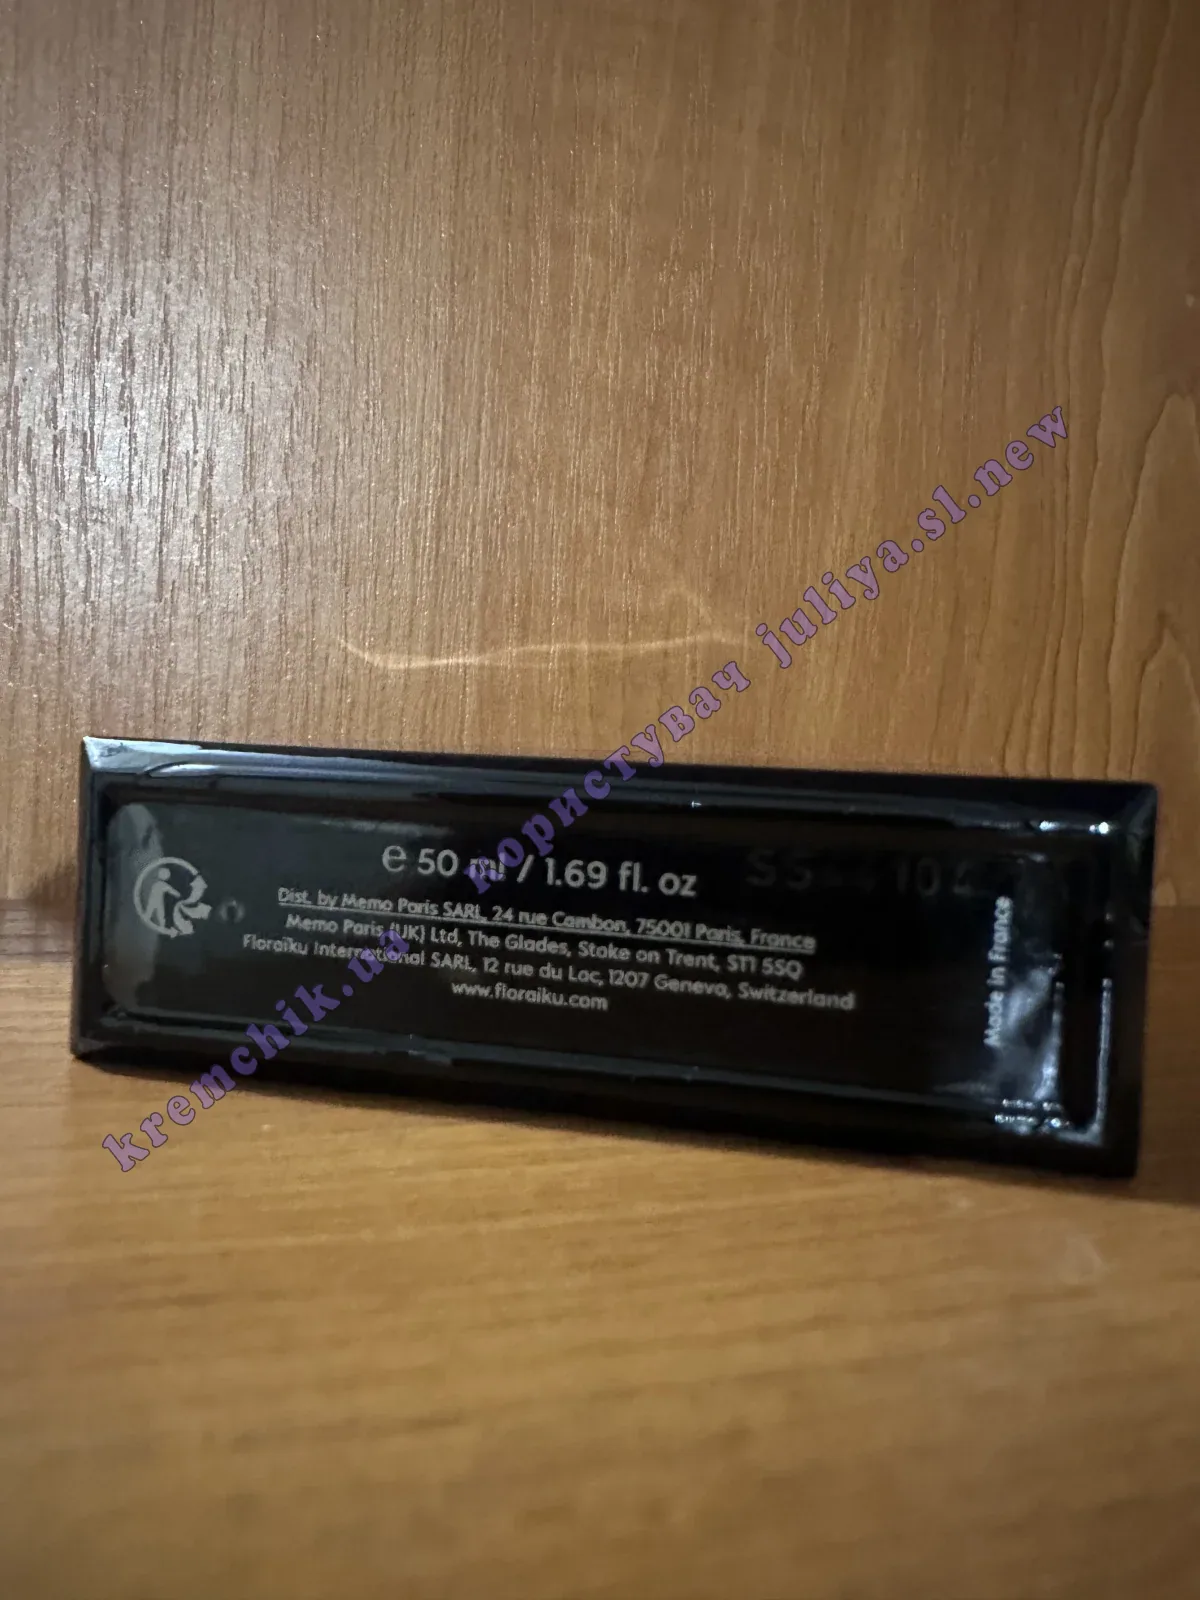 ℮ 50 ml / 1.69 fl. oz
Dist. by Memo Paris SARL, 24 rue Cambon, 75001 Paris, France
Memo Paris (UK) Ltd, The Glades, Stoke on Trent, ST1 5SQ
Floraïku International SARL, 12 rue du Lac, 1207 Geneva, Switzerland
www.floraiku.com
Made in France
kremchik.ua користувач juliya.sl.new